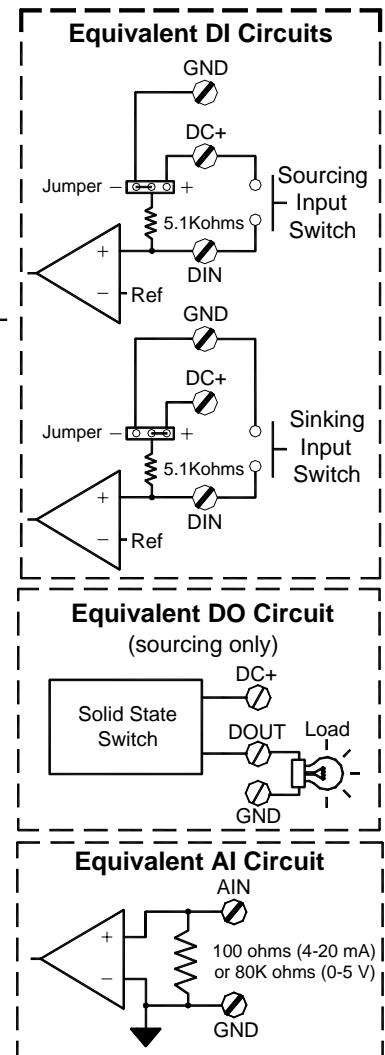 Equivalent DI Circuits
GND
DC+
Jumper − +
Sourcing
Input
Switch
5.1Kohms
+
DIN
− Ref
GND
DC+
Jumper − +
Sinking
Input
Switch
5.1Kohms
+
DIN
− Ref
Equivalent DO Circuit
(sourcing only)
DC+
Solid State
Switch
DOUT Load
GND
Equivalent AI Circuit
AIN
+
100 ohms (4-20 mA)
or 80K ohms (0-5 V)
−
GND